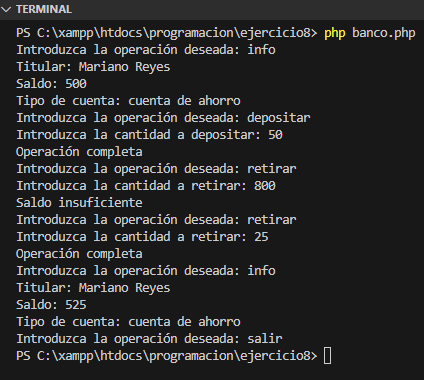 TERMINAL
PS C:\xampp\htdocs\programacion\ejercicio8> php banco.php
Introduzca la operación deseada: info
Titular: Mariano Reyes
Saldo: 500
Tipo de cuenta: cuenta de ahorro
Introduzca la operación deseada: depositar
Introduzca la cantidad a depositar: 50
Operación completa
Introduzca la operación deseada: retirar
Introduzca la cantidad a retirar: 800
Saldo insuficiente
Introduzca la operación deseada: retirar
Introduzca la cantidad a retirar: 25
Operación completa
Introduzca la operación deseada: info
Titular: Mariano Reyes
Saldo: 525
Tipo de cuenta: cuenta de ahorro
Introduzca la operación deseada: salir
PS C:\xampp\htdocs\programacion\ejercicio8>